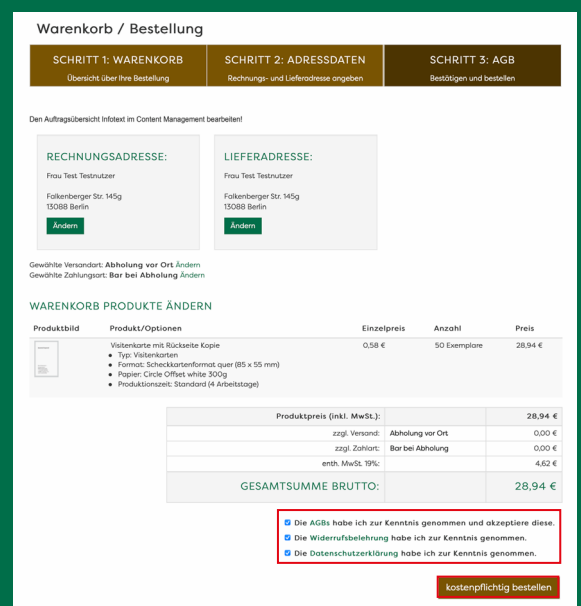 Warenkorb / Bestellung
SCHRITT 1: WARENKORB
Übersicht über Ihre Bestellung
SCHRITT 2: ADRESSDATEN
Rechnungs- und Lieferadresse angeben
SCHRITT 3: AGB
Bestätigen und bestellen
Den Auftragsübersicht Infotext im Content Management bearbeiten!
RECHNUNGSADRESSE:
Frau Test Testnutzer
Falkenberger Str. 145g
13088 Berlin
Ändern
LIEFERADRESSE:
Frau Test Testnutzer
Falkenberger Str. 145g
13088 Berlin
Ändern
Gewählte Versandart: Abholung vor Ort Ändern
Gewählte Zahlungsart: Bar bei Abholung Ändern
WARENKORB PRODUKTE ÄNDERN
Produktbild Produkt/Optionen Einzelpreis Anzahl Preis
Visitenkarte mit Rückseite Kopie 0,58 € 50 Exemplare 28,94 €
• Typ: Visitenkarten
• Format: Scheckkartenformat quer (85 x 55 mm)
• Papier: Circle Offset white 300g
• Produktionszeit: Standard (4 Arbeitstage)
Produktpreis (inkl. MwSt.): 28,94 €
zzgl. Versand: Abholung vor Ort 0,00 €
zzgl. Zahlart: Bar bei Abholung 0,00 €
enth. MwSt. 19%: 4,62 €
GESAMTSUMME BRUTTO: 28,94 €
Die AGBs habe ich zur Kenntnis genommen und akzeptiere diese.
Die Widerrufsbelehrung habe ich zur Kenntnis genommen.
Die Datenschutzerklärung habe ich zur Kenntnis genommen.
kostenpflichtig bestellen